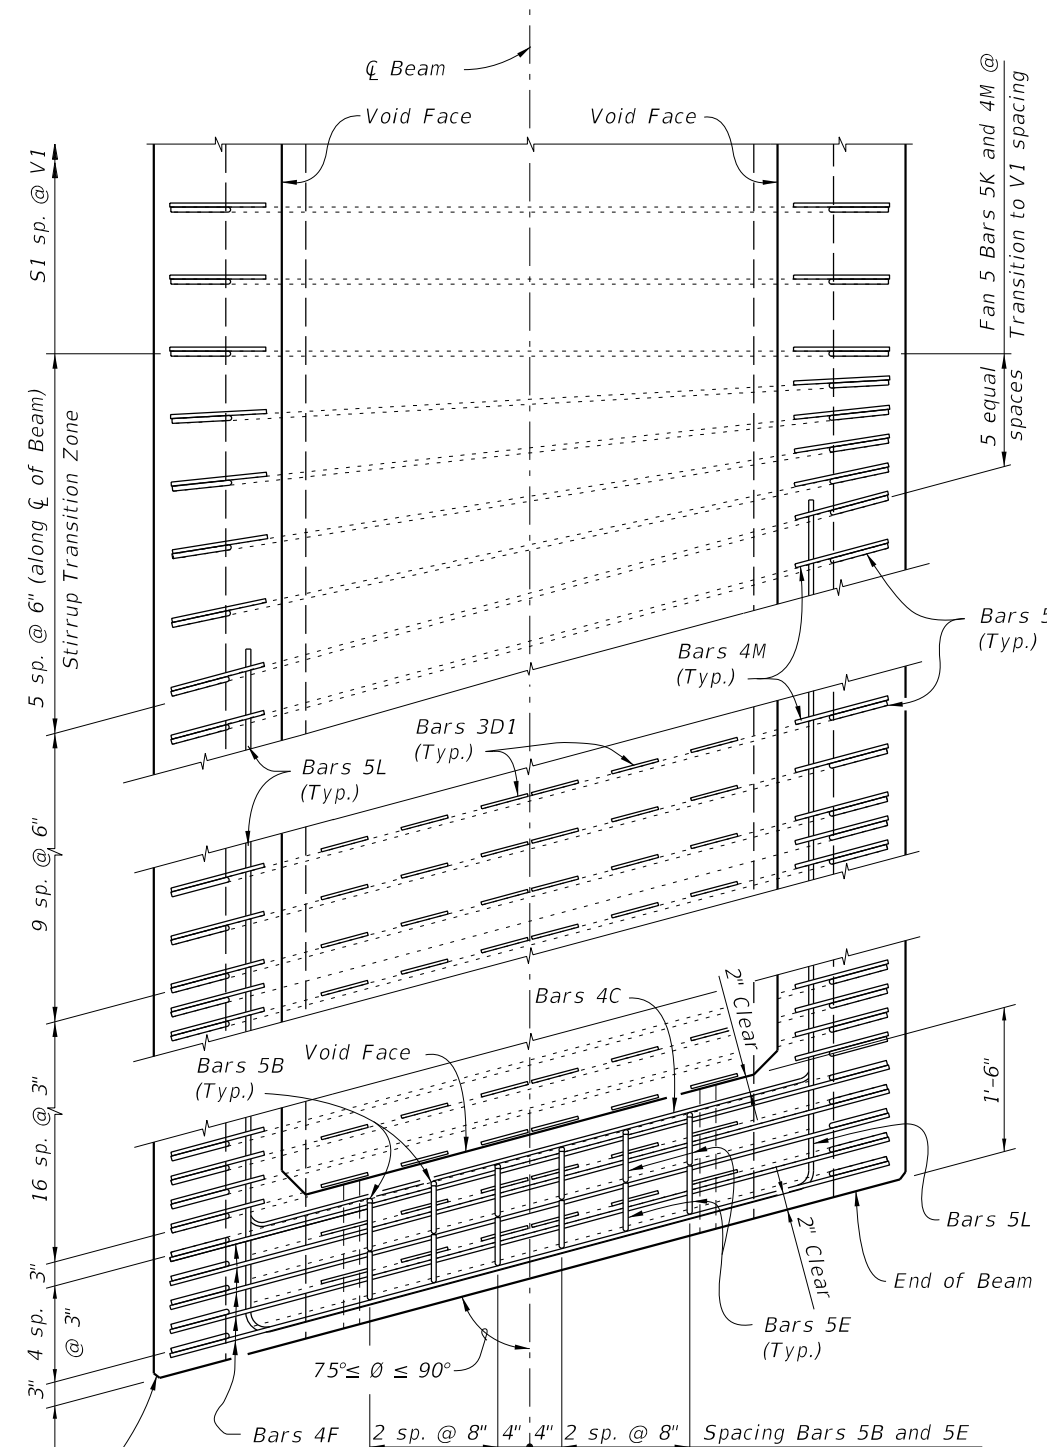 ℄ Beam
Void Face
Void Face
S1 sp. @ V1
Fan 5 Bars 5K and 4M @
Transition to V1 spacing
5 equal
spaces
5 sp. @ 6" (along ℄ of Beam)
Stirrup Transition Zone
Bars 5
(Typ.)
Bars 4M
(Typ.)
Bars 3D1
(Typ.)
Bars 5L
(Typ.)
9 sp. @ 6"
Bars 4C
2" Clear
Void Face
Bars 5B
(Typ.)
1'-6"
16 sp. @ 3"
Bars 5L
2" Clear
End of Beam
3"
Bars 5E
(Typ.)
4 sp.
@ 3"
75°≤ Ø ≤ 90°
3"
Bars 4F
2 sp. @ 8"
4"
4"
2 sp. @ 8"
Spacing Bars 5B and 5E